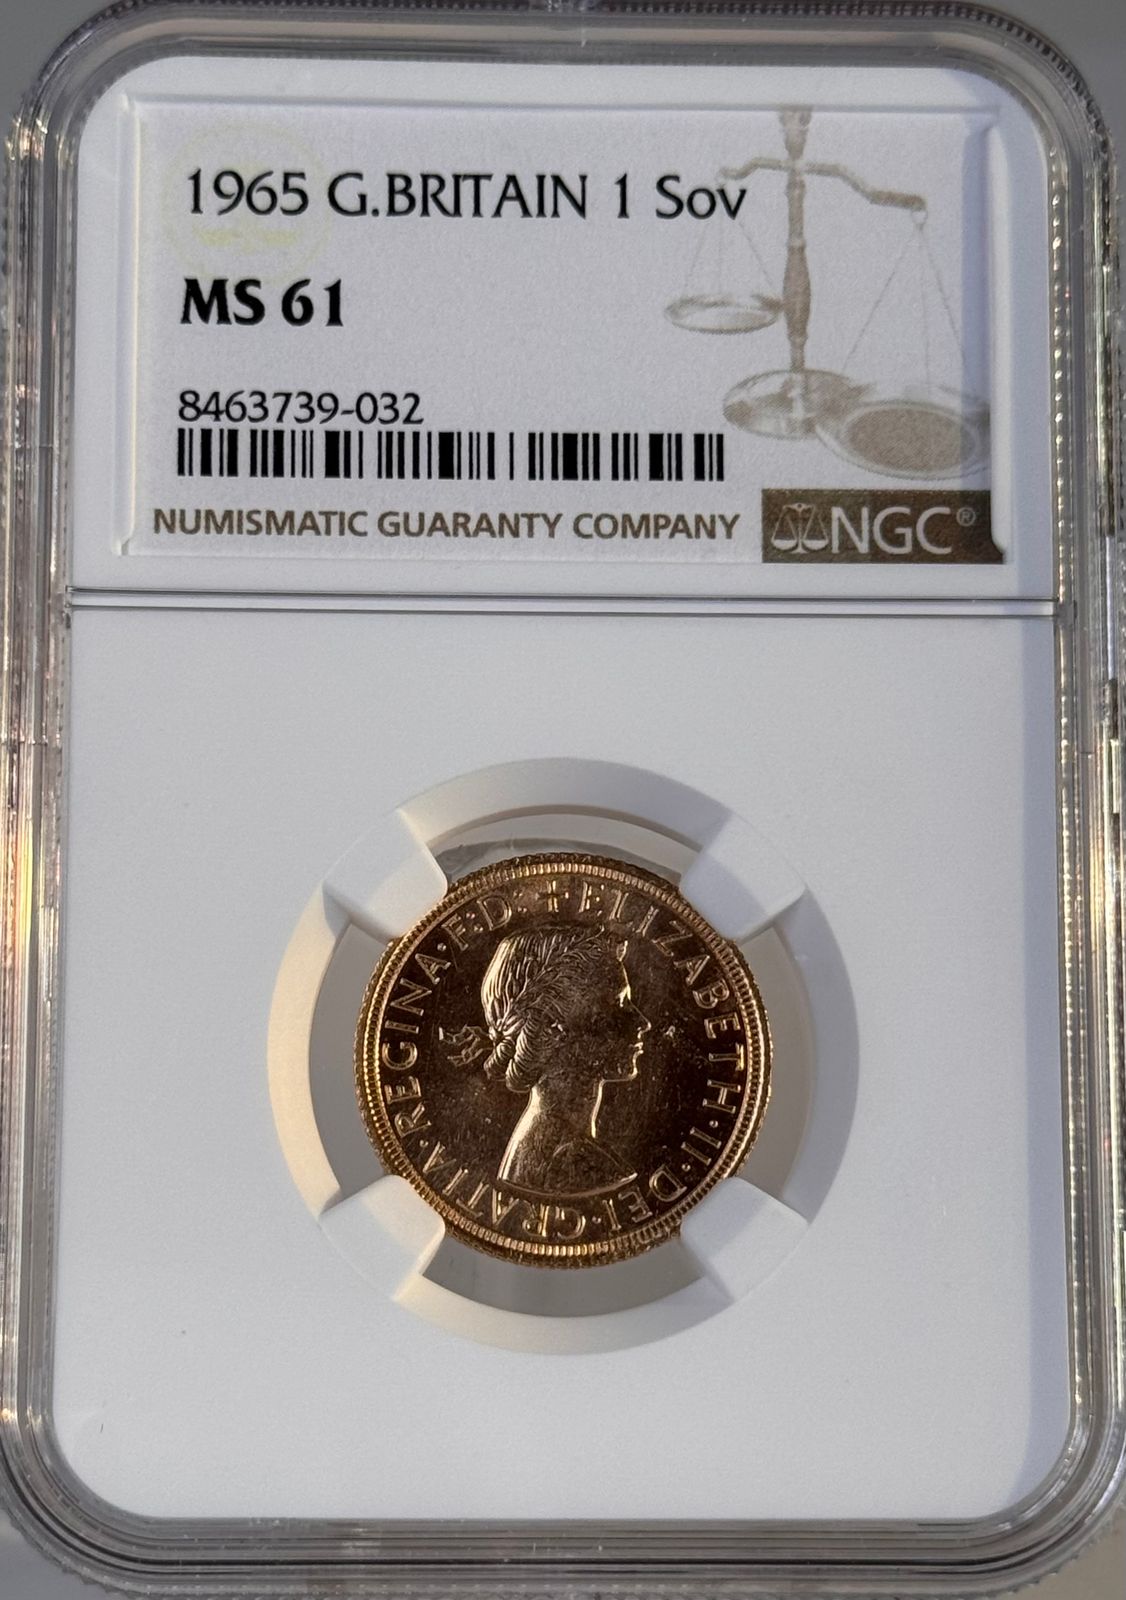 1965 G.BRITAIN 1 Sov
MS 61
8463739-032
NUMISMATIC GUARANTY COMPANY
NGC®
+ ELIZABETH·II·DEI·GRATIA·REGINA·F:D: